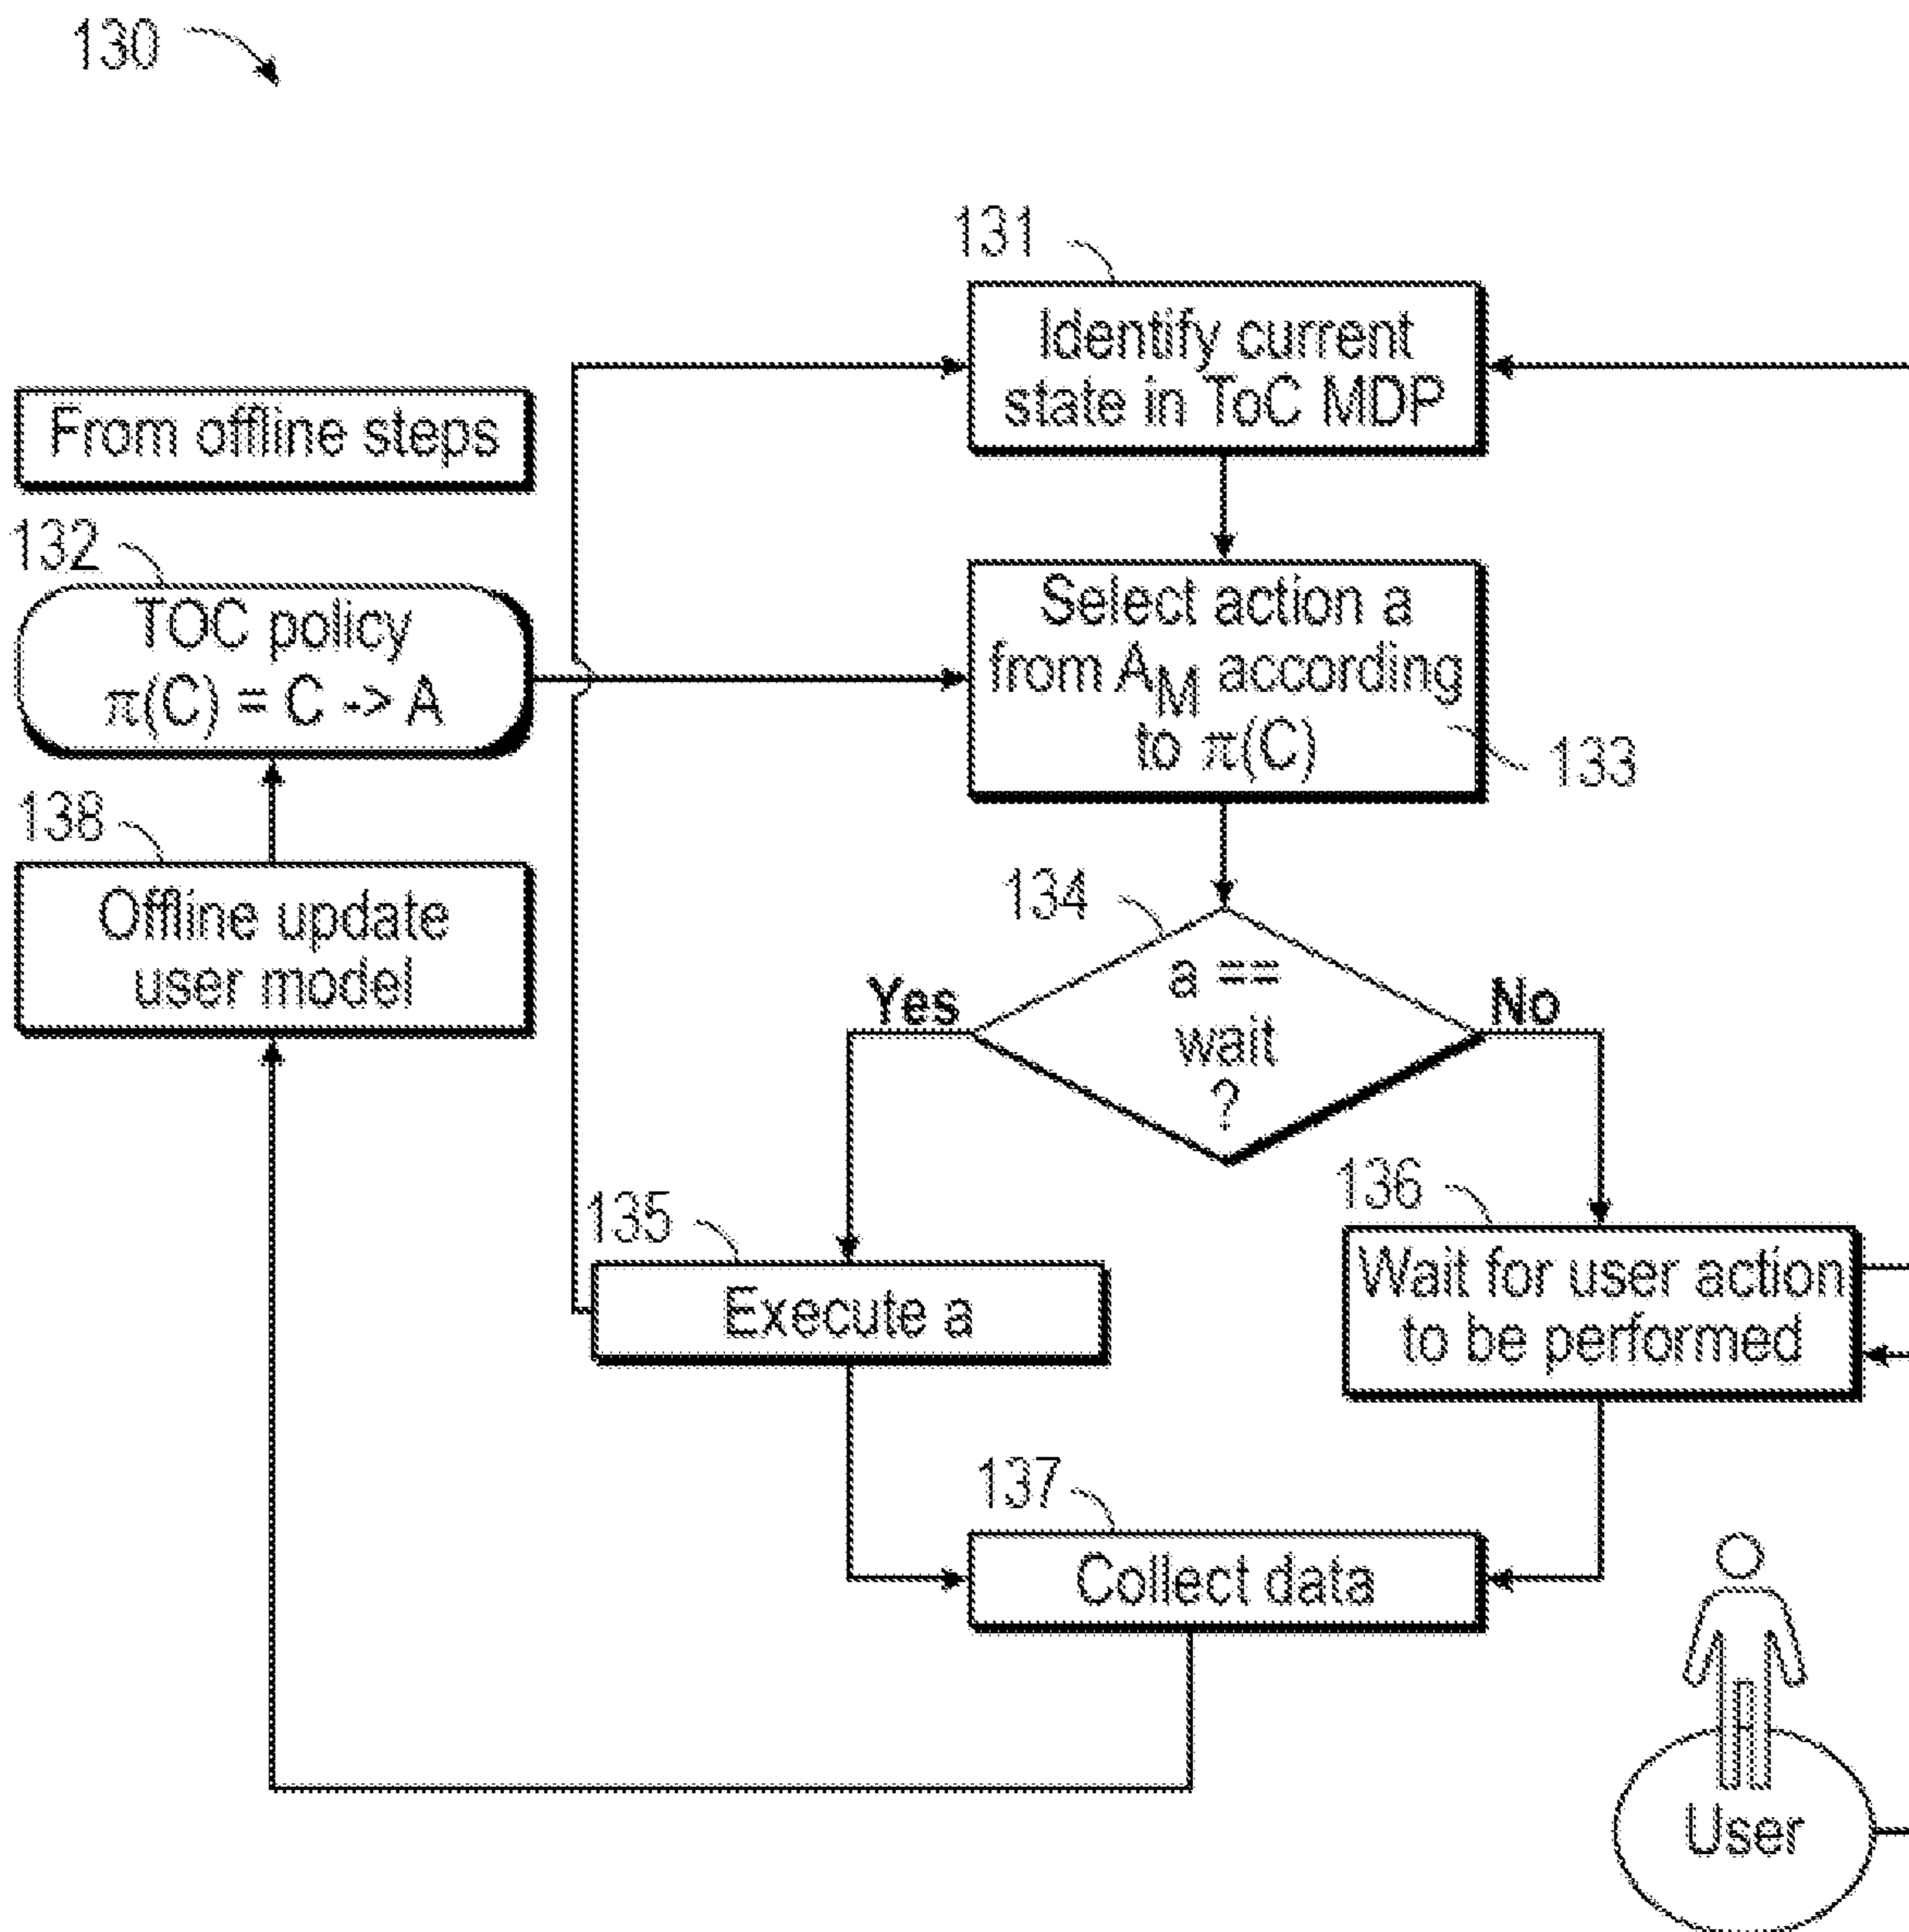 130
131
Identify current
state in ToC MDP
From offline steps
132
TOC policy
π(C) = C -> A
Select action a
from A_M according
to π(C)
133
138
Offline update
user model
134
a ==
wait
?
Yes
No
135
Execute a
136
Wait for user action
to be performed
137
Collect data
User